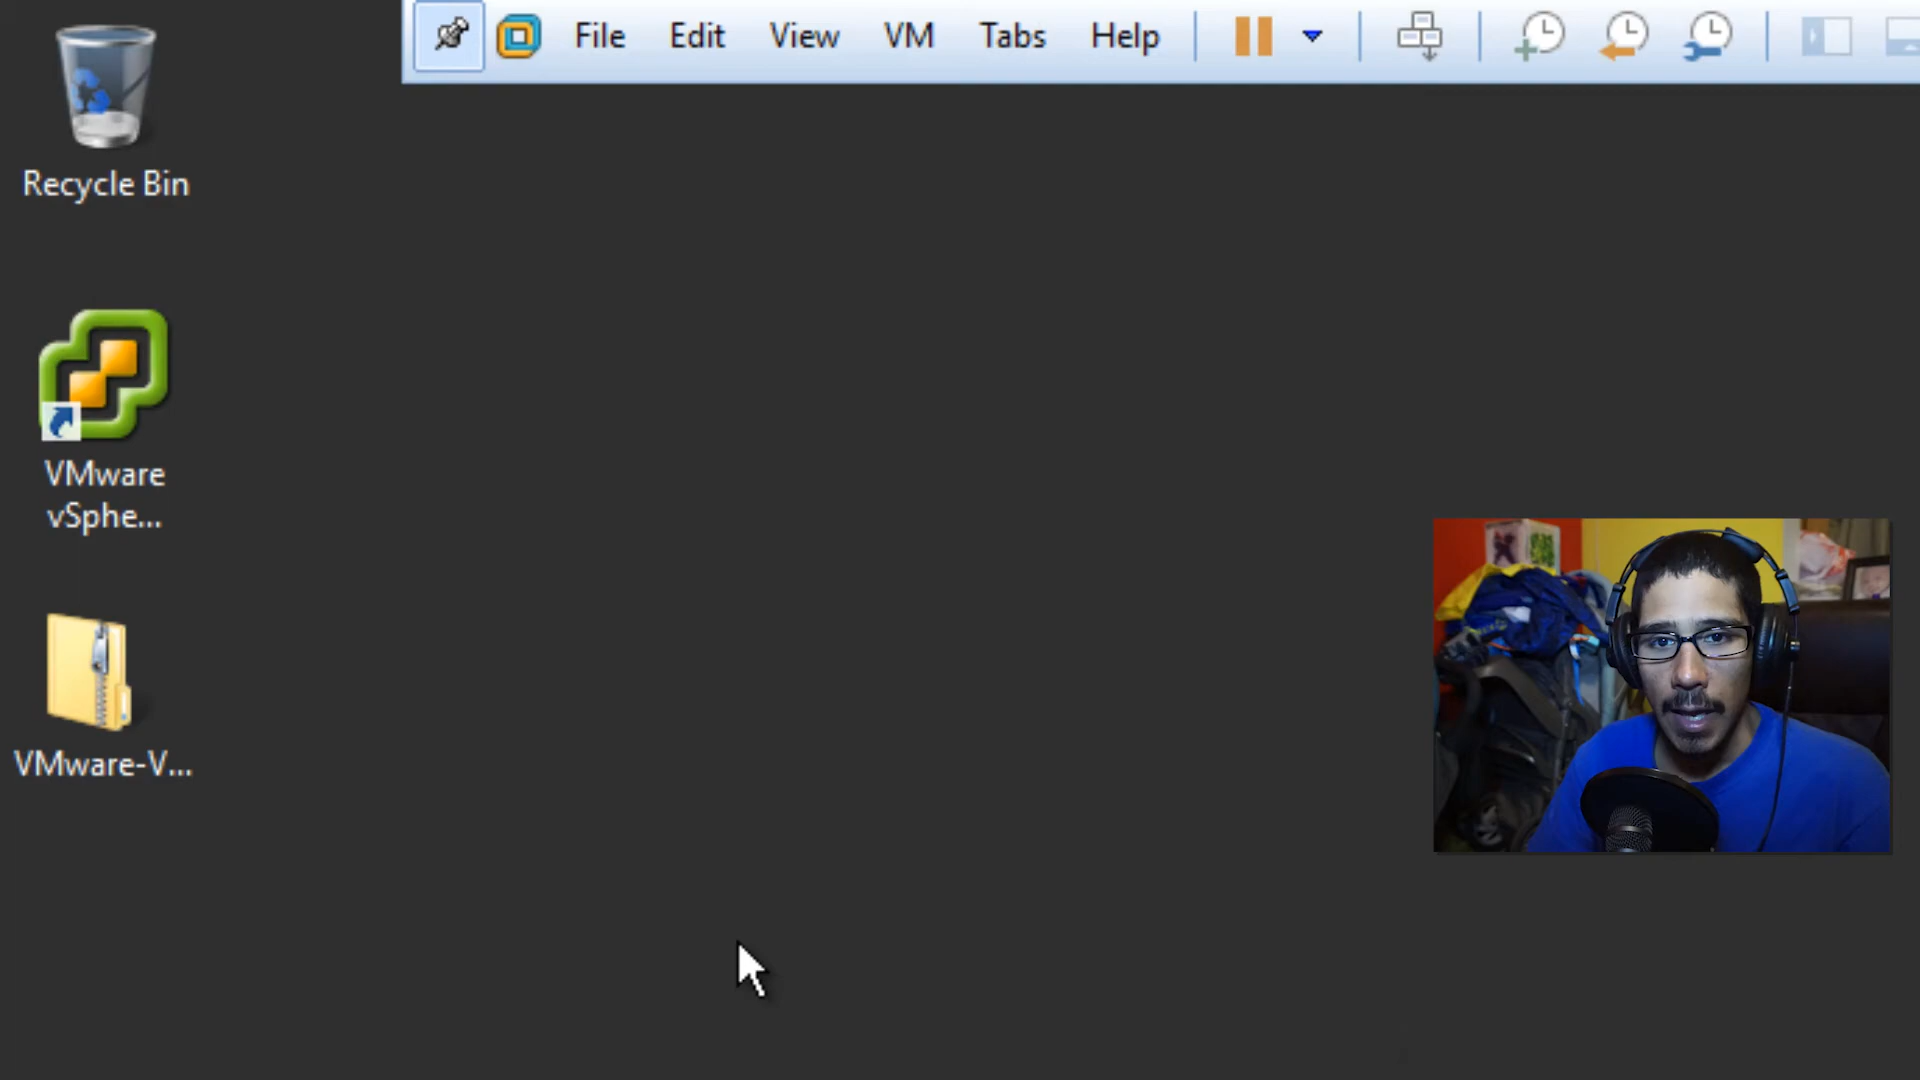 File Edit View VM Tabs Help
Recycle Bin
VMware
vSphe...
VMware-V...